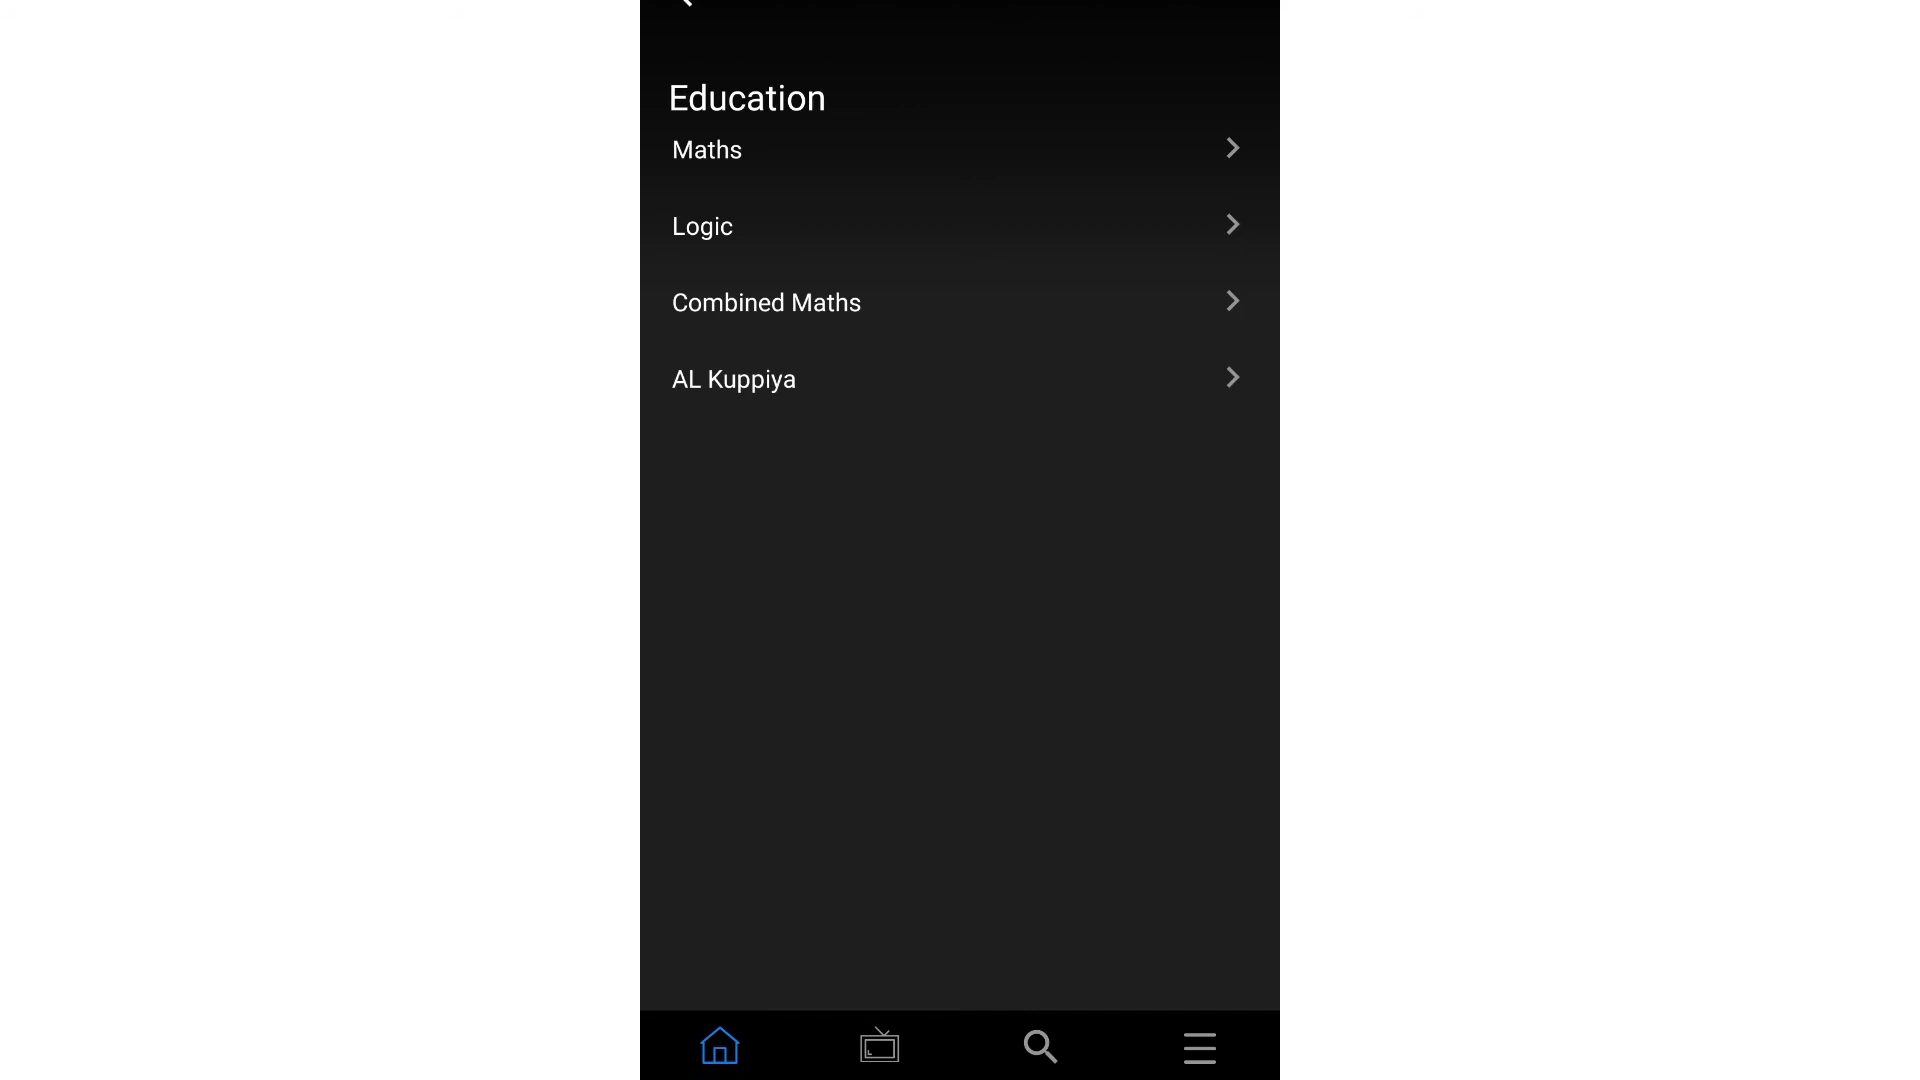 Education
Maths
Logic
Combined Maths
AL Kuppiya